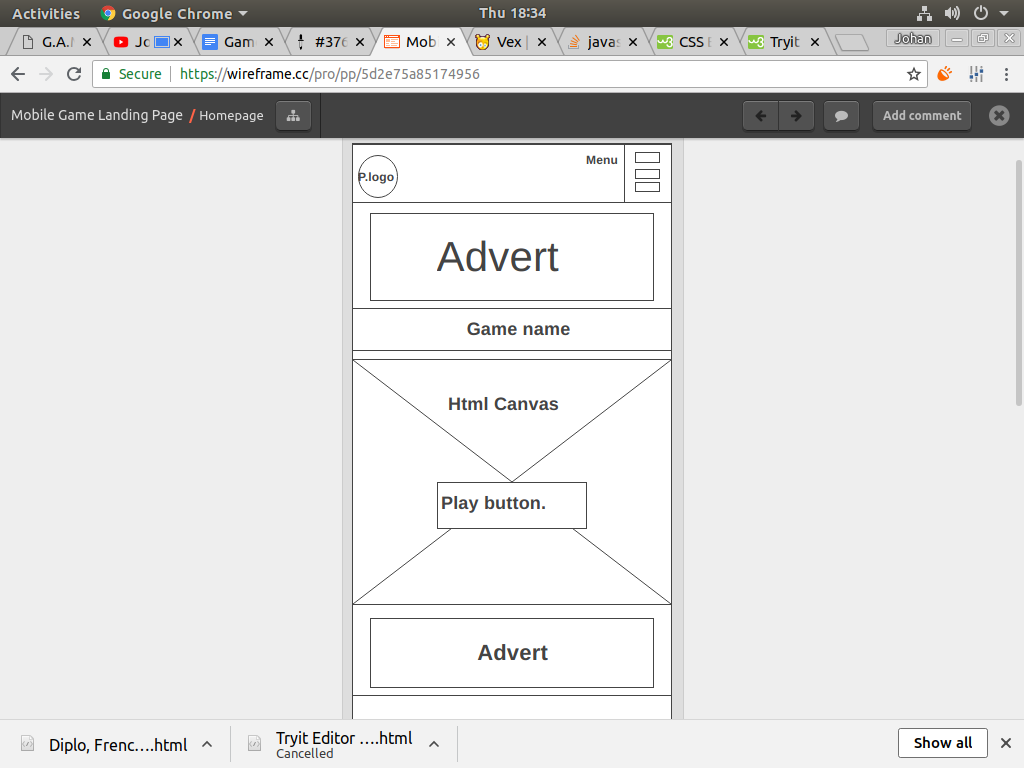 Activities Google Chrome Thu 18:34
G.A. Jc Gam #376 Mob Vex | javas CSS Tryit Johan
Secure https://wireframe.cc/pro/pp/5d2e75a85174956
Mobile Game Landing Page / Homepage Add comment
P.logo Menu
Advert
Game name
Html Canvas
Play button.
Advert
Diplo, Frenc....html Tryit Editor ....html Show all
Cancelled